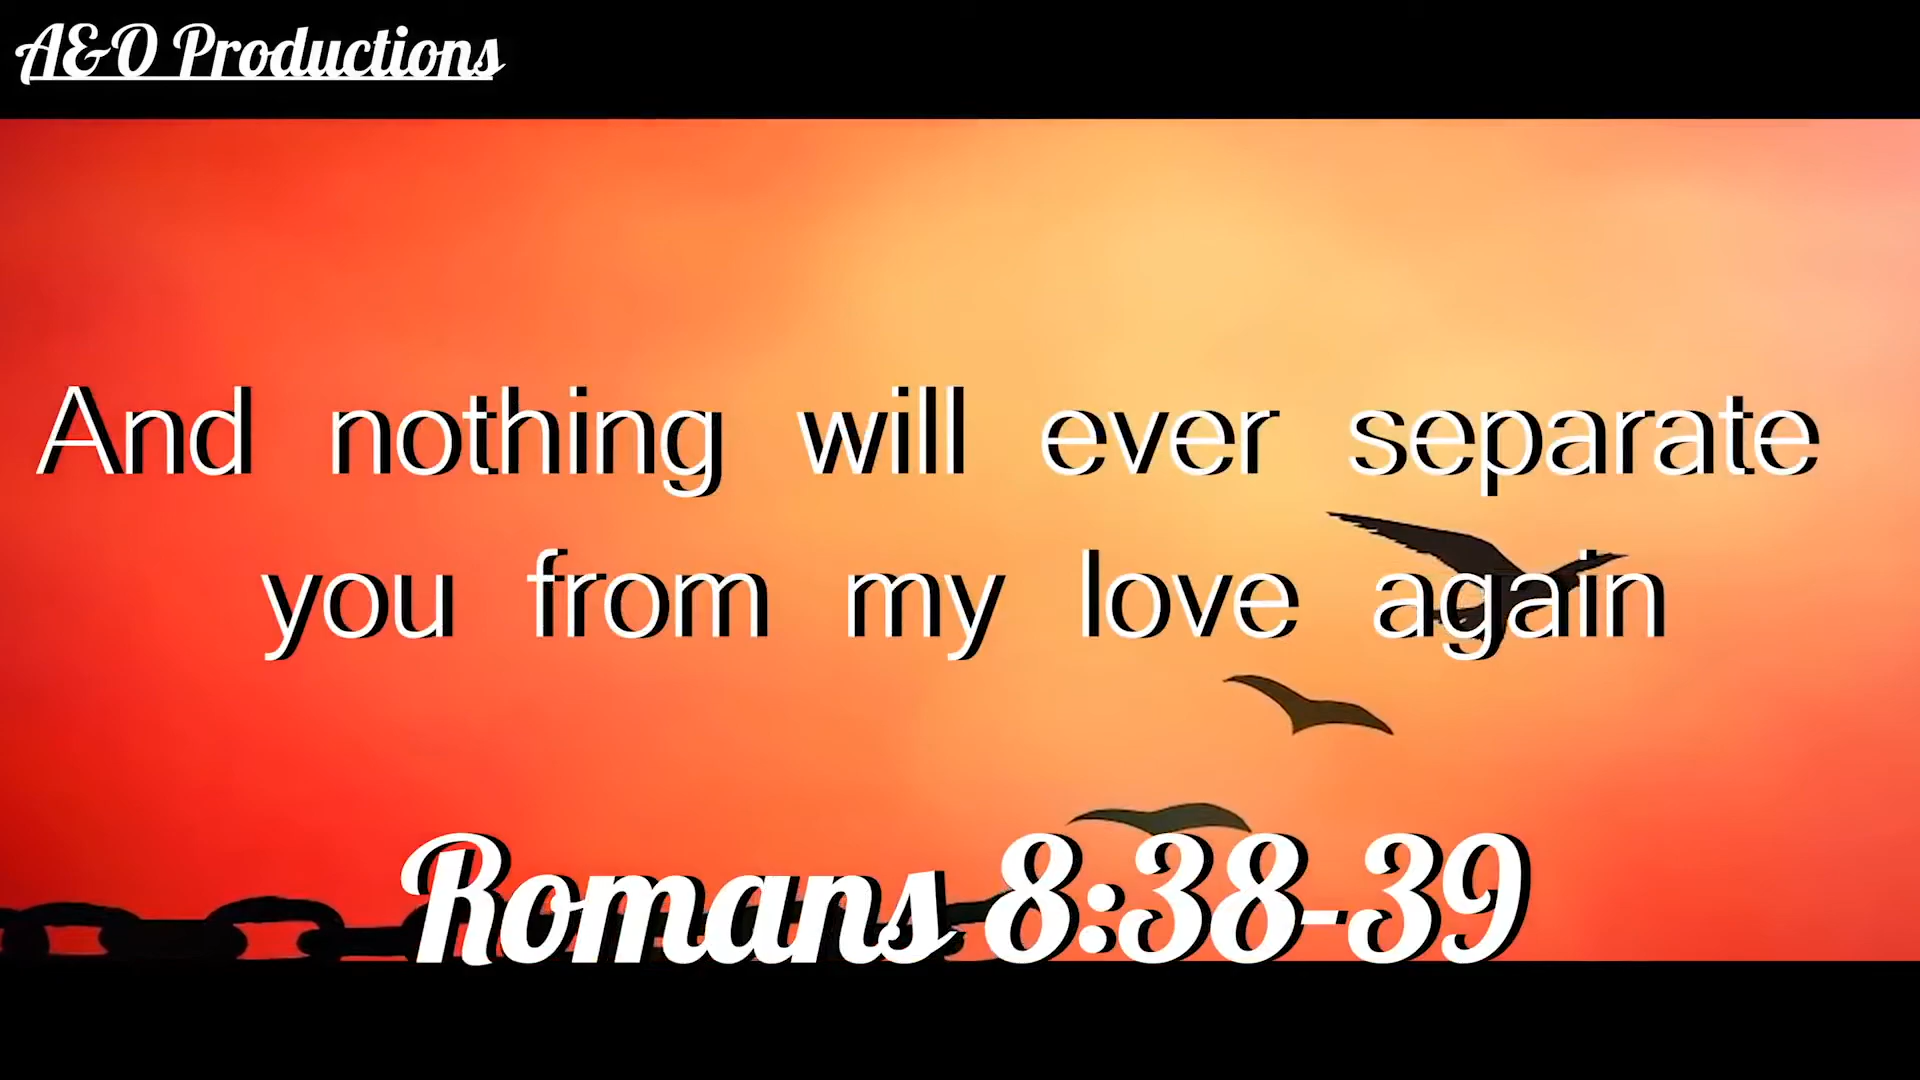 A&O Productions
And nothing will ever separate
you from my love again
Romans 8:38-39